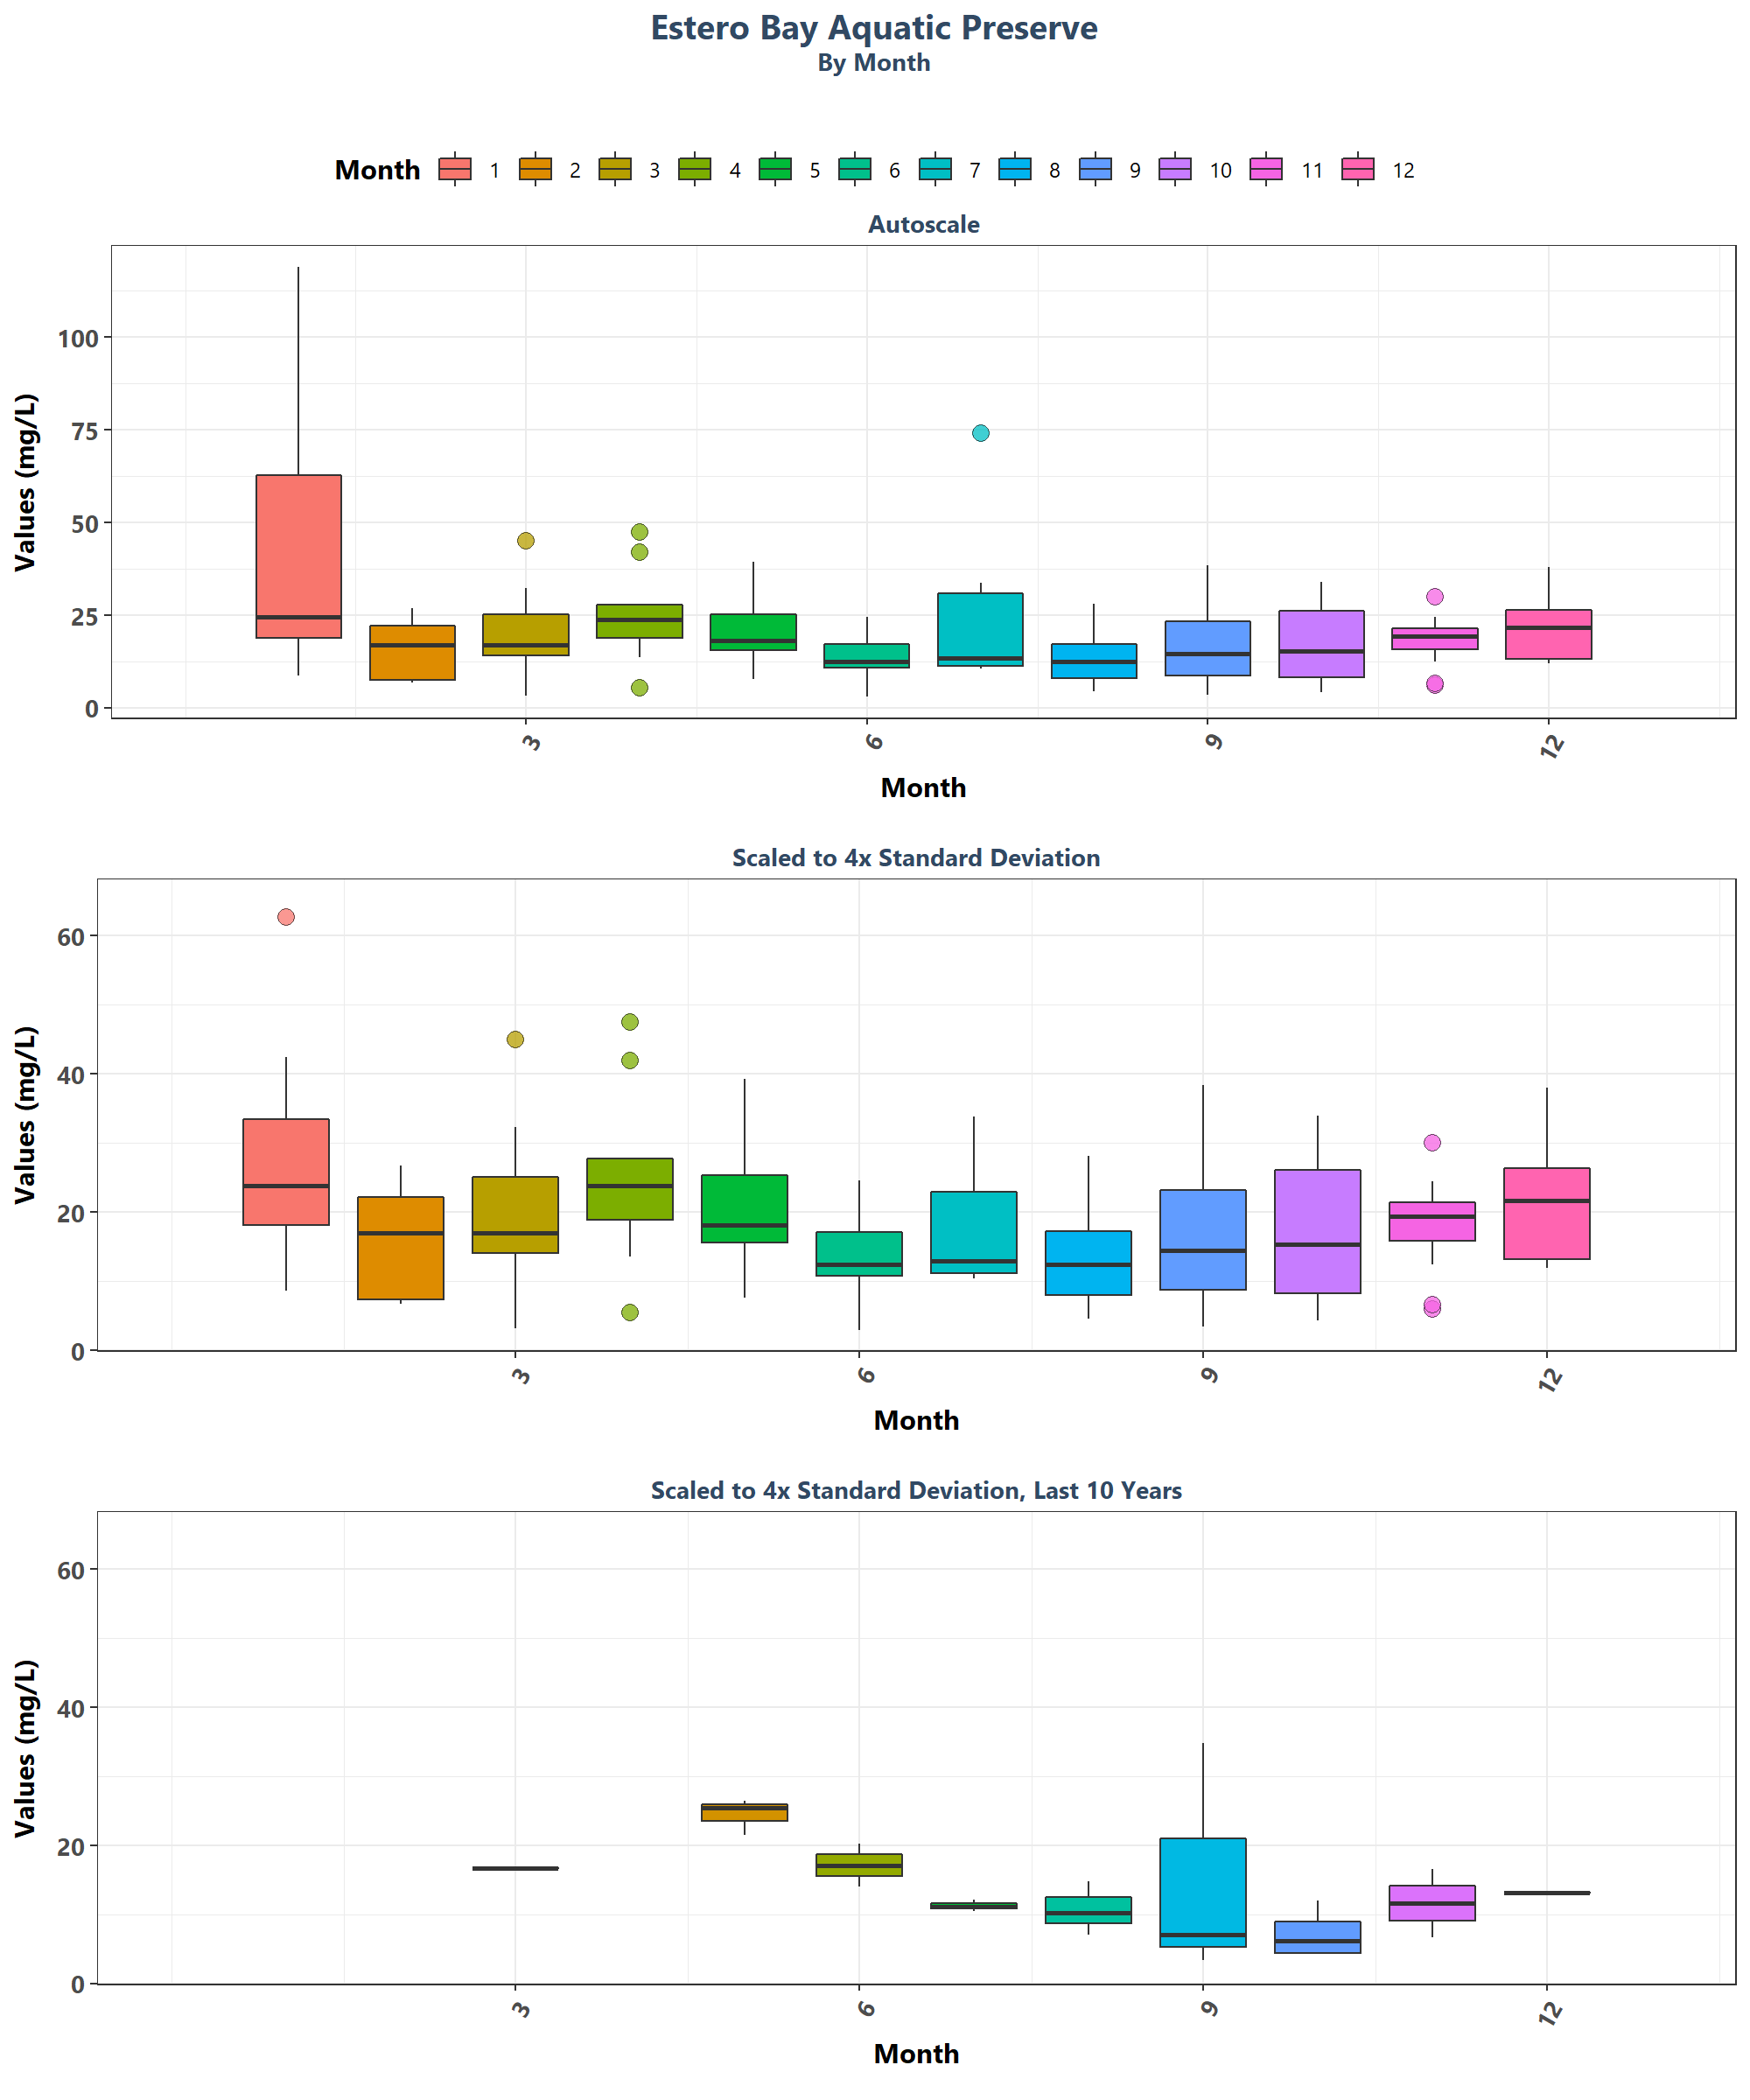 Estero Bay Aquatic Preserve
By Month
Month 1 2 3 4 5 6 7 8 9 10 11 12
Autoscale
Values (mg/L)
100
75
50
25
0
3 6 9 12
Month
Scaled to 4x Standard Deviation
Values (mg/L)
60
40
20
0
3 6 9 12
Month
Scaled to 4x Standard Deviation, Last 10 Years
Values (mg/L)
60
40
20
0
3 6 9 12
Month